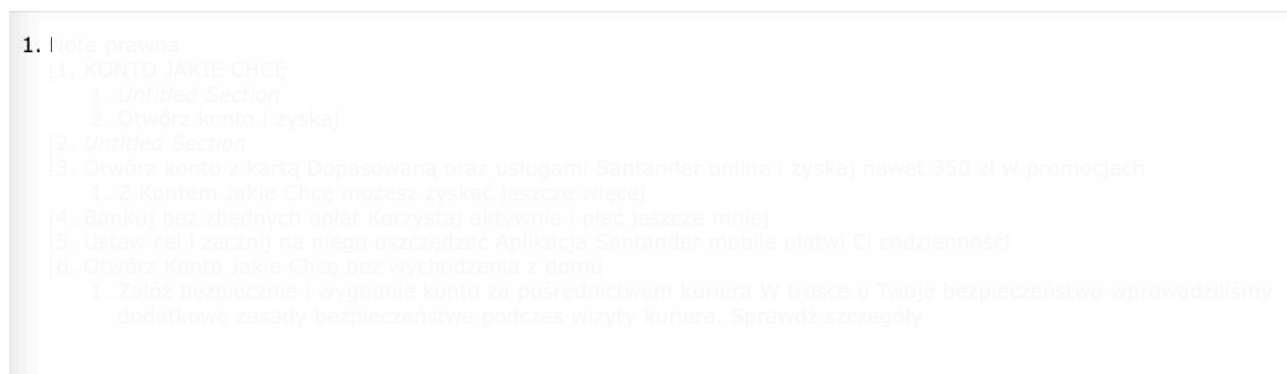 1. Nota prawna
1. KONTO JAKIE CHCĘ
1. Untitled Section
2. Otwórz konto i zyskaj
2. Untitled Section
3. Otwórz konto z kartą Dopasowaną oraz usługami Santander online i zyskaj nawet 350 zł w promocjach
1. Z Kontem Jakie Chcę możesz zyskać jeszcze więcej
4. Bankuj bez zbędnych opłat Korzystaj aktywnie i płać jeszcze mniej
5. Ustaw cel i zacznij na niego oszczędzać Aplikacja Santander mobile ułatwi Ci codzienność!
6. Otwórz Konto Jakie Chcę bez wychodzenia z domu
1. Załóż bezpiecznie i wygodnie konto za pośrednictwem kuriera W trosce o Twoje bezpieczeństwo wprowadziliśmy
dodatkowe zasady bezpieczeństwa podczas wizyty kuriera. Sprawdź szczegóły